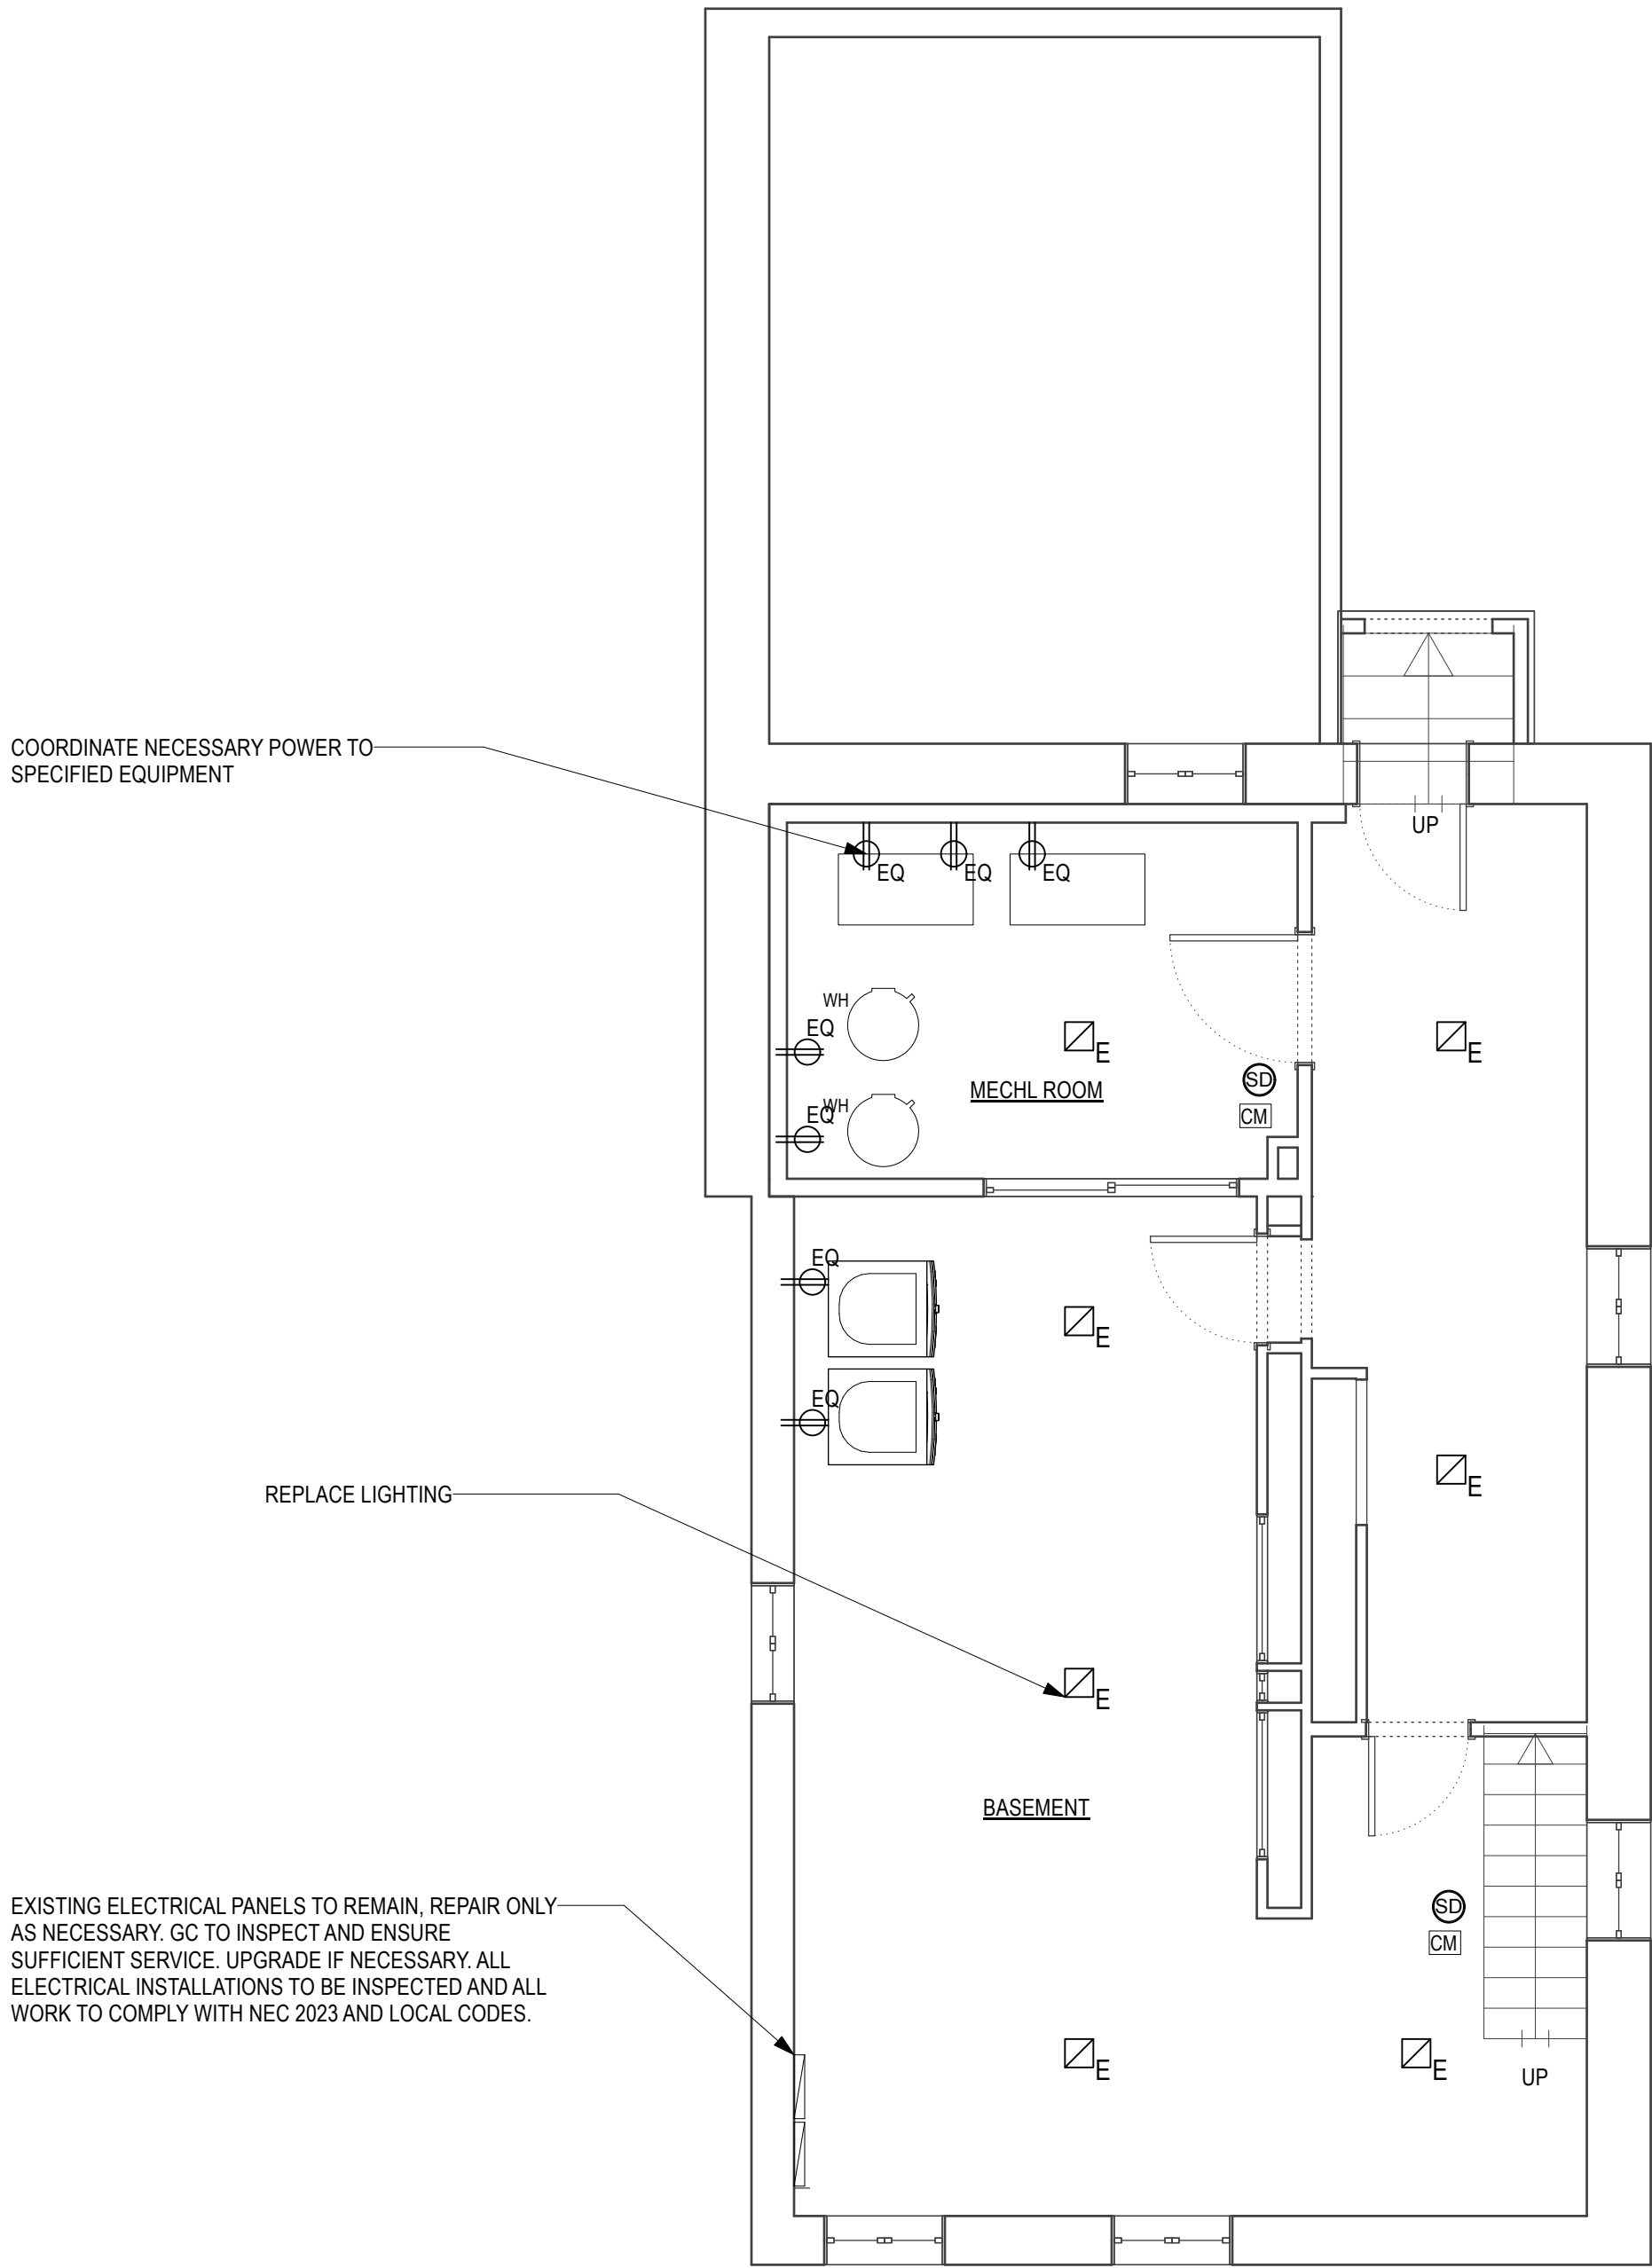 COORDINATE NECESSARY POWER TO
SPECIFIED EQUIPMENT
UP
EQ
EQ
EQ
WH
EQ
E
E
MECHL ROOM
SD
CM
WH
EQ
EQ
E
EQ
E
REPLACE LIGHTING
E
BASEMENT
EXISTING ELECTRICAL PANELS TO REMAIN, REPAIR ONLY
AS NECESSARY. GC TO INSPECT AND ENSURE
SUFFICIENT SERVICE. UPGRADE IF NECESSARY. ALL
ELECTRICAL INSTALLATIONS TO BE INSPECTED AND ALL
WORK TO COMPLY WITH NEC 2023 AND LOCAL CODES.
SD
CM
E
E
UP